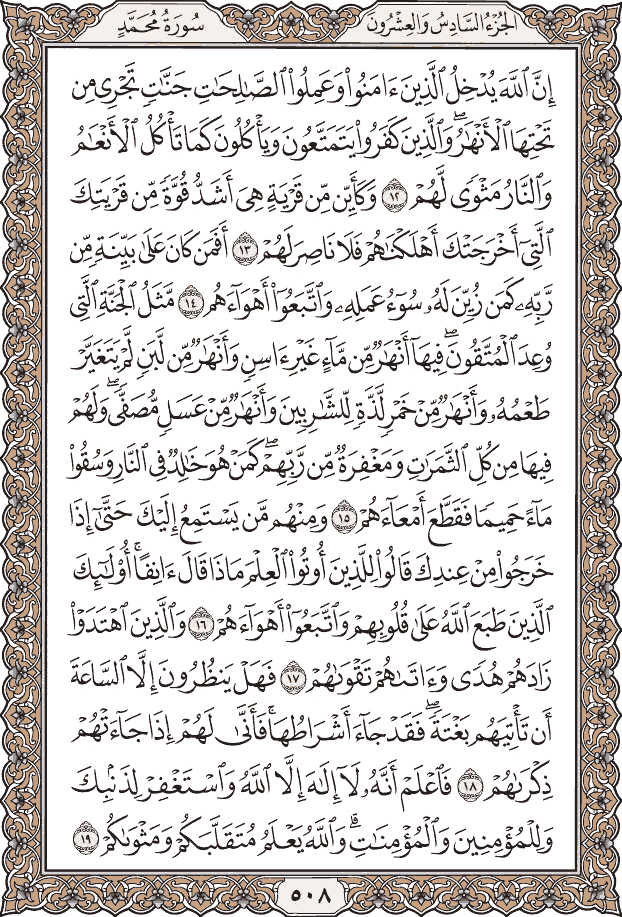 الجُزْءُ السَّادِسُ وَالعِشْرُونَ
سُورَةُ مُحَمَّدٍ
إِنَّ ٱللَّهَ يُدْخِلُ ٱلَّذِينَ ءَامَنُوا۟ وَعَمِلُوا۟ ٱلصَّٰلِحَٰتِ جَنَّٰتٍ تَجْرِى مِن
تَحْتِهَا ٱلْأَنْهَٰرُ ۖ وَٱلَّذِينَ كَفَرُوا۟ يَتَمَتَّعُونَ وَيَأْكُلُونَ كَمَا تَأْكُلُ ٱلْأَنْعَٰمُ
وَٱلنَّارُ مَثْوًى لَّهُمْ ١٢ وَكَأَيِّن مِّن قَرْيَةٍ هِىَ أَشَدُّ قُوَّةً مِّن قَرْيَتِكَ
ٱلَّتِىٓ أَخْرَجَتْكَ أَهْلَكْنَٰهُمْ فَلَا نَاصِرَ لَهُمْ ١٣ أَفَمَن كَانَ عَلَىٰ بَيِّنَةٍ مِّن
رَّبِّهِۦ كَمَن زُيِّنَ لَهُۥ سُوٓءُ عَمَلِهِۦ وَٱتَّبَعُوٓا۟ أَهْوَآءَهُم ١٤ مَّثَلُ ٱلْجَنَّةِ ٱلَّتِى
وُعِدَ ٱلْمُتَّقُونَ ۖ فِيهَآ أَنْهَٰرٌ مِّن مَّآءٍ غَيْرِ ءَاسِنٍ وَأَنْهَٰرٌ مِّن لَّبَنٍ لَّمْ يَتَغَيَّرْ
طَعْمُهُۥ وَأَنْهَٰرٌ مِّنْ خَمْرٍ لَّذَّةٍ لِّلشَّٰرِبِينَ وَأَنْهَٰرٌ مِّنْ عَسَلٍ مُّصَفًّى ۖ وَلَهُمْ
فِيهَا مِن كُلِّ ٱلثَّمَرَٰتِ وَمَغْفِرَةٌ مِّن رَّبِّهِمْ ۖ كَمَنْ هُوَ خَٰلِدٌ فِى ٱلنَّارِ وَسُقُوا۟
مَآءً حَمِيمًا فَقَطَّعَ أَمْعَآءَهُمْ ١٥ وَمِنْهُم مَّن يَسْتَمِعُ إِلَيْكَ حَتَّىٰٓ إِذَا
خَرَجُوا۟ مِنْ عِندِكَ قَالُوا۟ لِلَّذِينَ أُوتُوا۟ ٱلْعِلْمَ مَاذَا قَالَ ءَانِفًا ۚ أُو۟لَٰٓئِكَ
ٱلَّذِينَ طَبَعَ ٱللَّهُ عَلَىٰ قُلُوبِهِمْ وَٱتَّبَعُوٓا۟ أَهْوَآءَهُمْ ١٦ وَٱلَّذِينَ ٱهْتَدَوْا۟
زَادَهُمْ هُدًى وَءَاتَىٰهُمْ تَقْوَىٰهُمْ ١٧ فَهَلْ يَنظُرُونَ إِلَّا ٱلسَّاعَةَ
أَن تَأْتِيَهُم بَغْتَةً ۖ فَقَدْ جَآءَ أَشْرَاطُهَا ۚ فَأَنَّىٰ لَهُمْ إِذَا جَآءَتْهُمْ
ذِكْرَىٰهُمْ ١٨ فَٱعْلَمْ أَنَّهُۥ لَآ إِلَٰهَ إِلَّا ٱللَّهُ وَٱسْتَغْفِرْ لِذَنۢبِكَ
وَلِلْمُؤْمِنِينَ وَٱلْمُؤْمِنَٰتِ ۗ وَٱللَّهُ يَعْلَمُ مُتَقَلَّبَكُمْ وَمَثْوَىٰكُمْ ١٩
٥٠٨